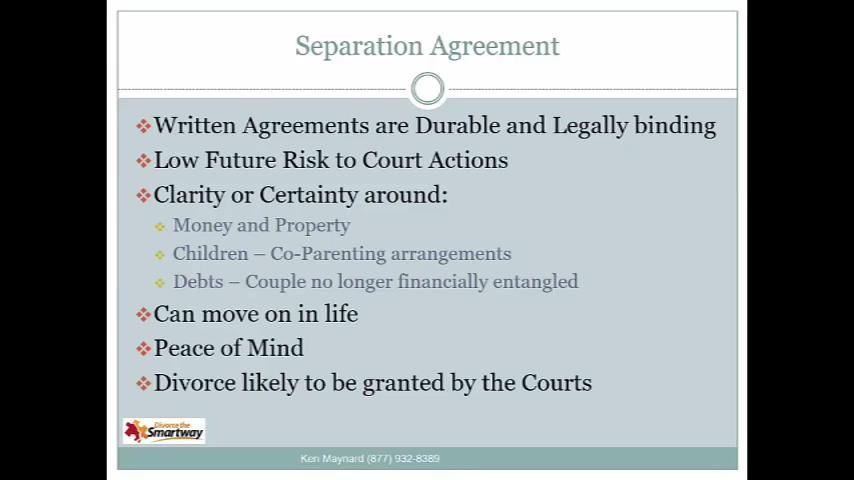 Separation Agreement
Written Agreements are Durable and Legally binding
Low Future Risk to Court Actions
Clarity or Certainty around:
Money and Property
Children – Co-Parenting arrangements
Debts – Couple no longer financially entangled
Can move on in life
Peace of Mind
Divorce likely to be granted by the Courts
Divorce the
Smartway
Ken Maynard (877) 932-8389